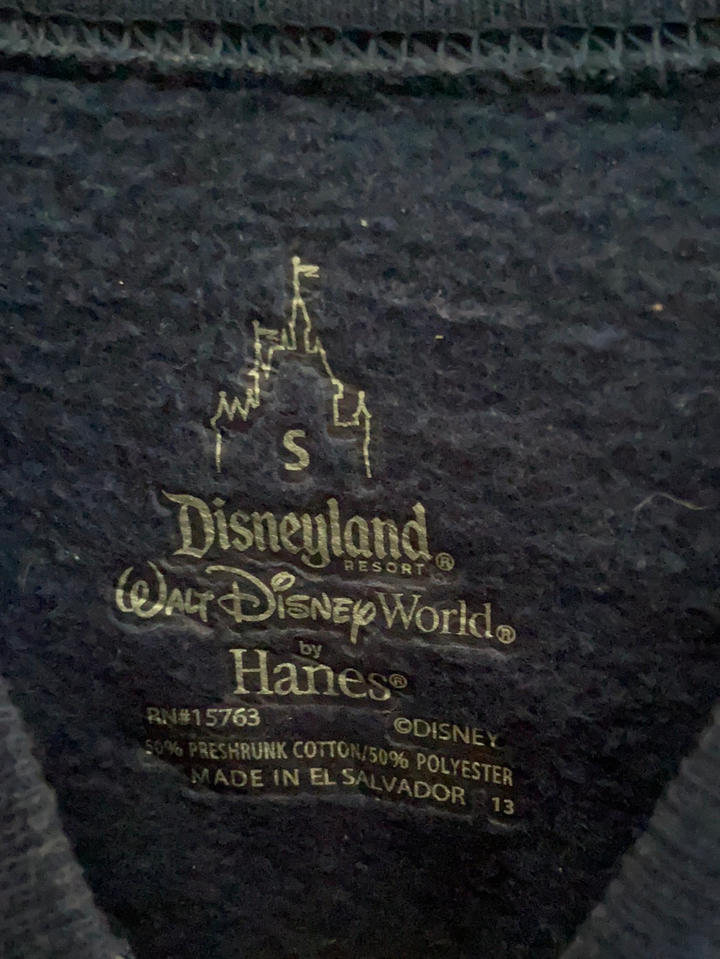 S
Disneyland®
RESORT
WALT DISNEY World®
by
Hanes®
RN#15763 ©DISNEY
50% PRESHRUNK COTTON/50% POLYESTER
MADE IN EL SALVADOR 13